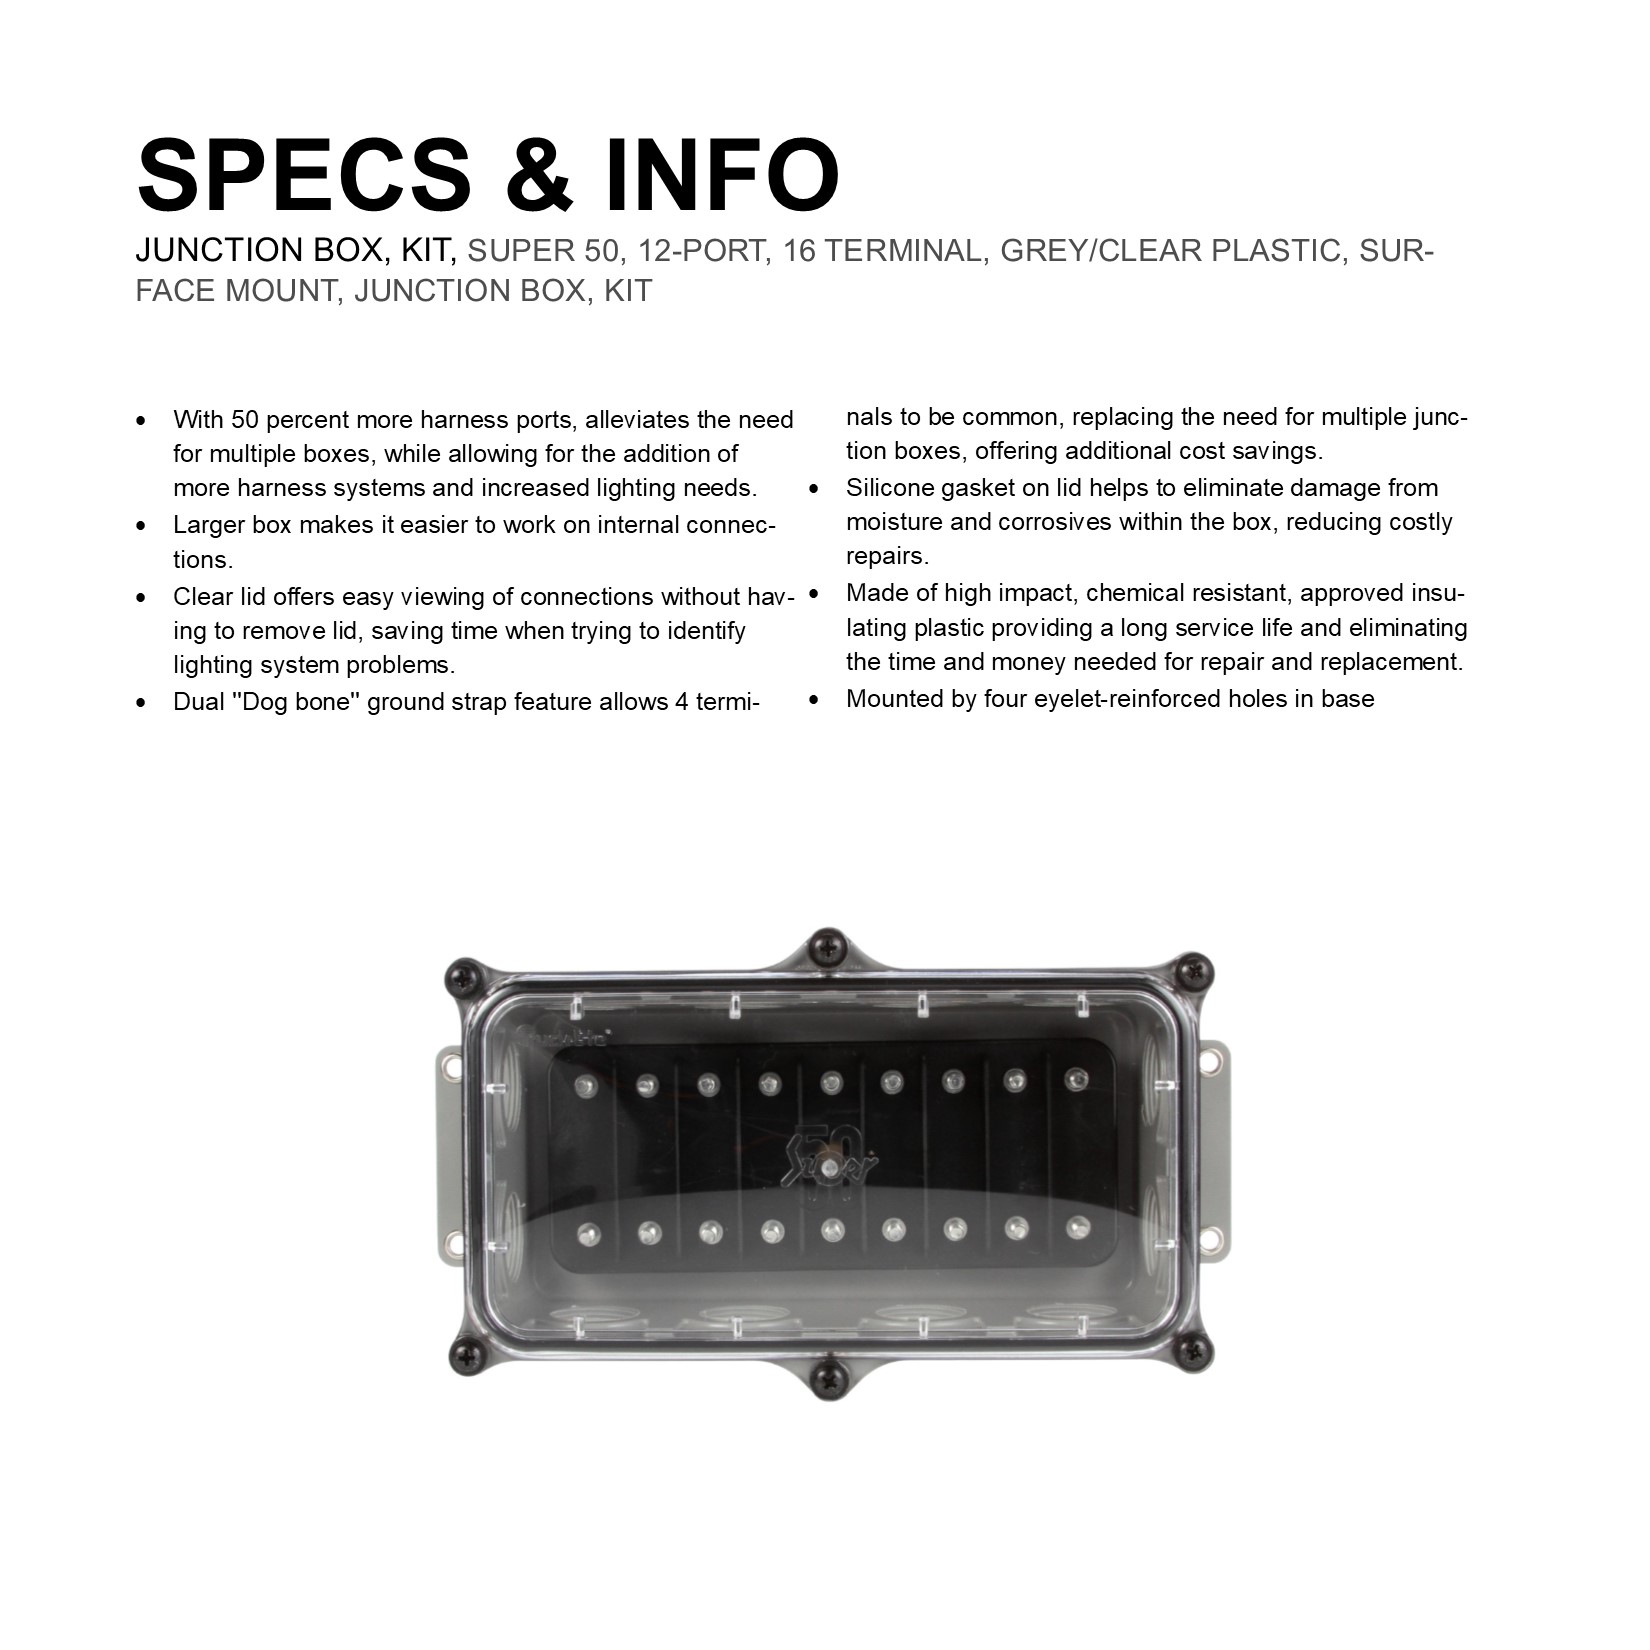 SPECS & INFO
JUNCTION BOX, KIT, SUPER 50, 12-PORT, 16 TERMINAL, GREY/CLEAR PLASTIC, SUR-
FACE MOUNT, JUNCTION BOX, KIT
• With 50 percent more harness ports, alleviates the need
for multiple boxes, while allowing for the addition of
more harness systems and increased lighting needs.
• Larger box makes it easier to work on internal connec-
tions.
• Clear lid offers easy viewing of connections without hav-
ing to remove lid, saving time when trying to identify
lighting system problems.
• Dual "Dog bone" ground strap feature allows 4 termi-
nals to be common, replacing the need for multiple junc-
tion boxes, offering additional cost savings.
• Silicone gasket on lid helps to eliminate damage from
moisture and corrosives within the box, reducing costly
repairs.
• Made of high impact, chemical resistant, approved insu-
lating plastic providing a long service life and eliminating
the time and money needed for repair and replacement.
• Mounted by four eyelet-reinforced holes in base
50
Super